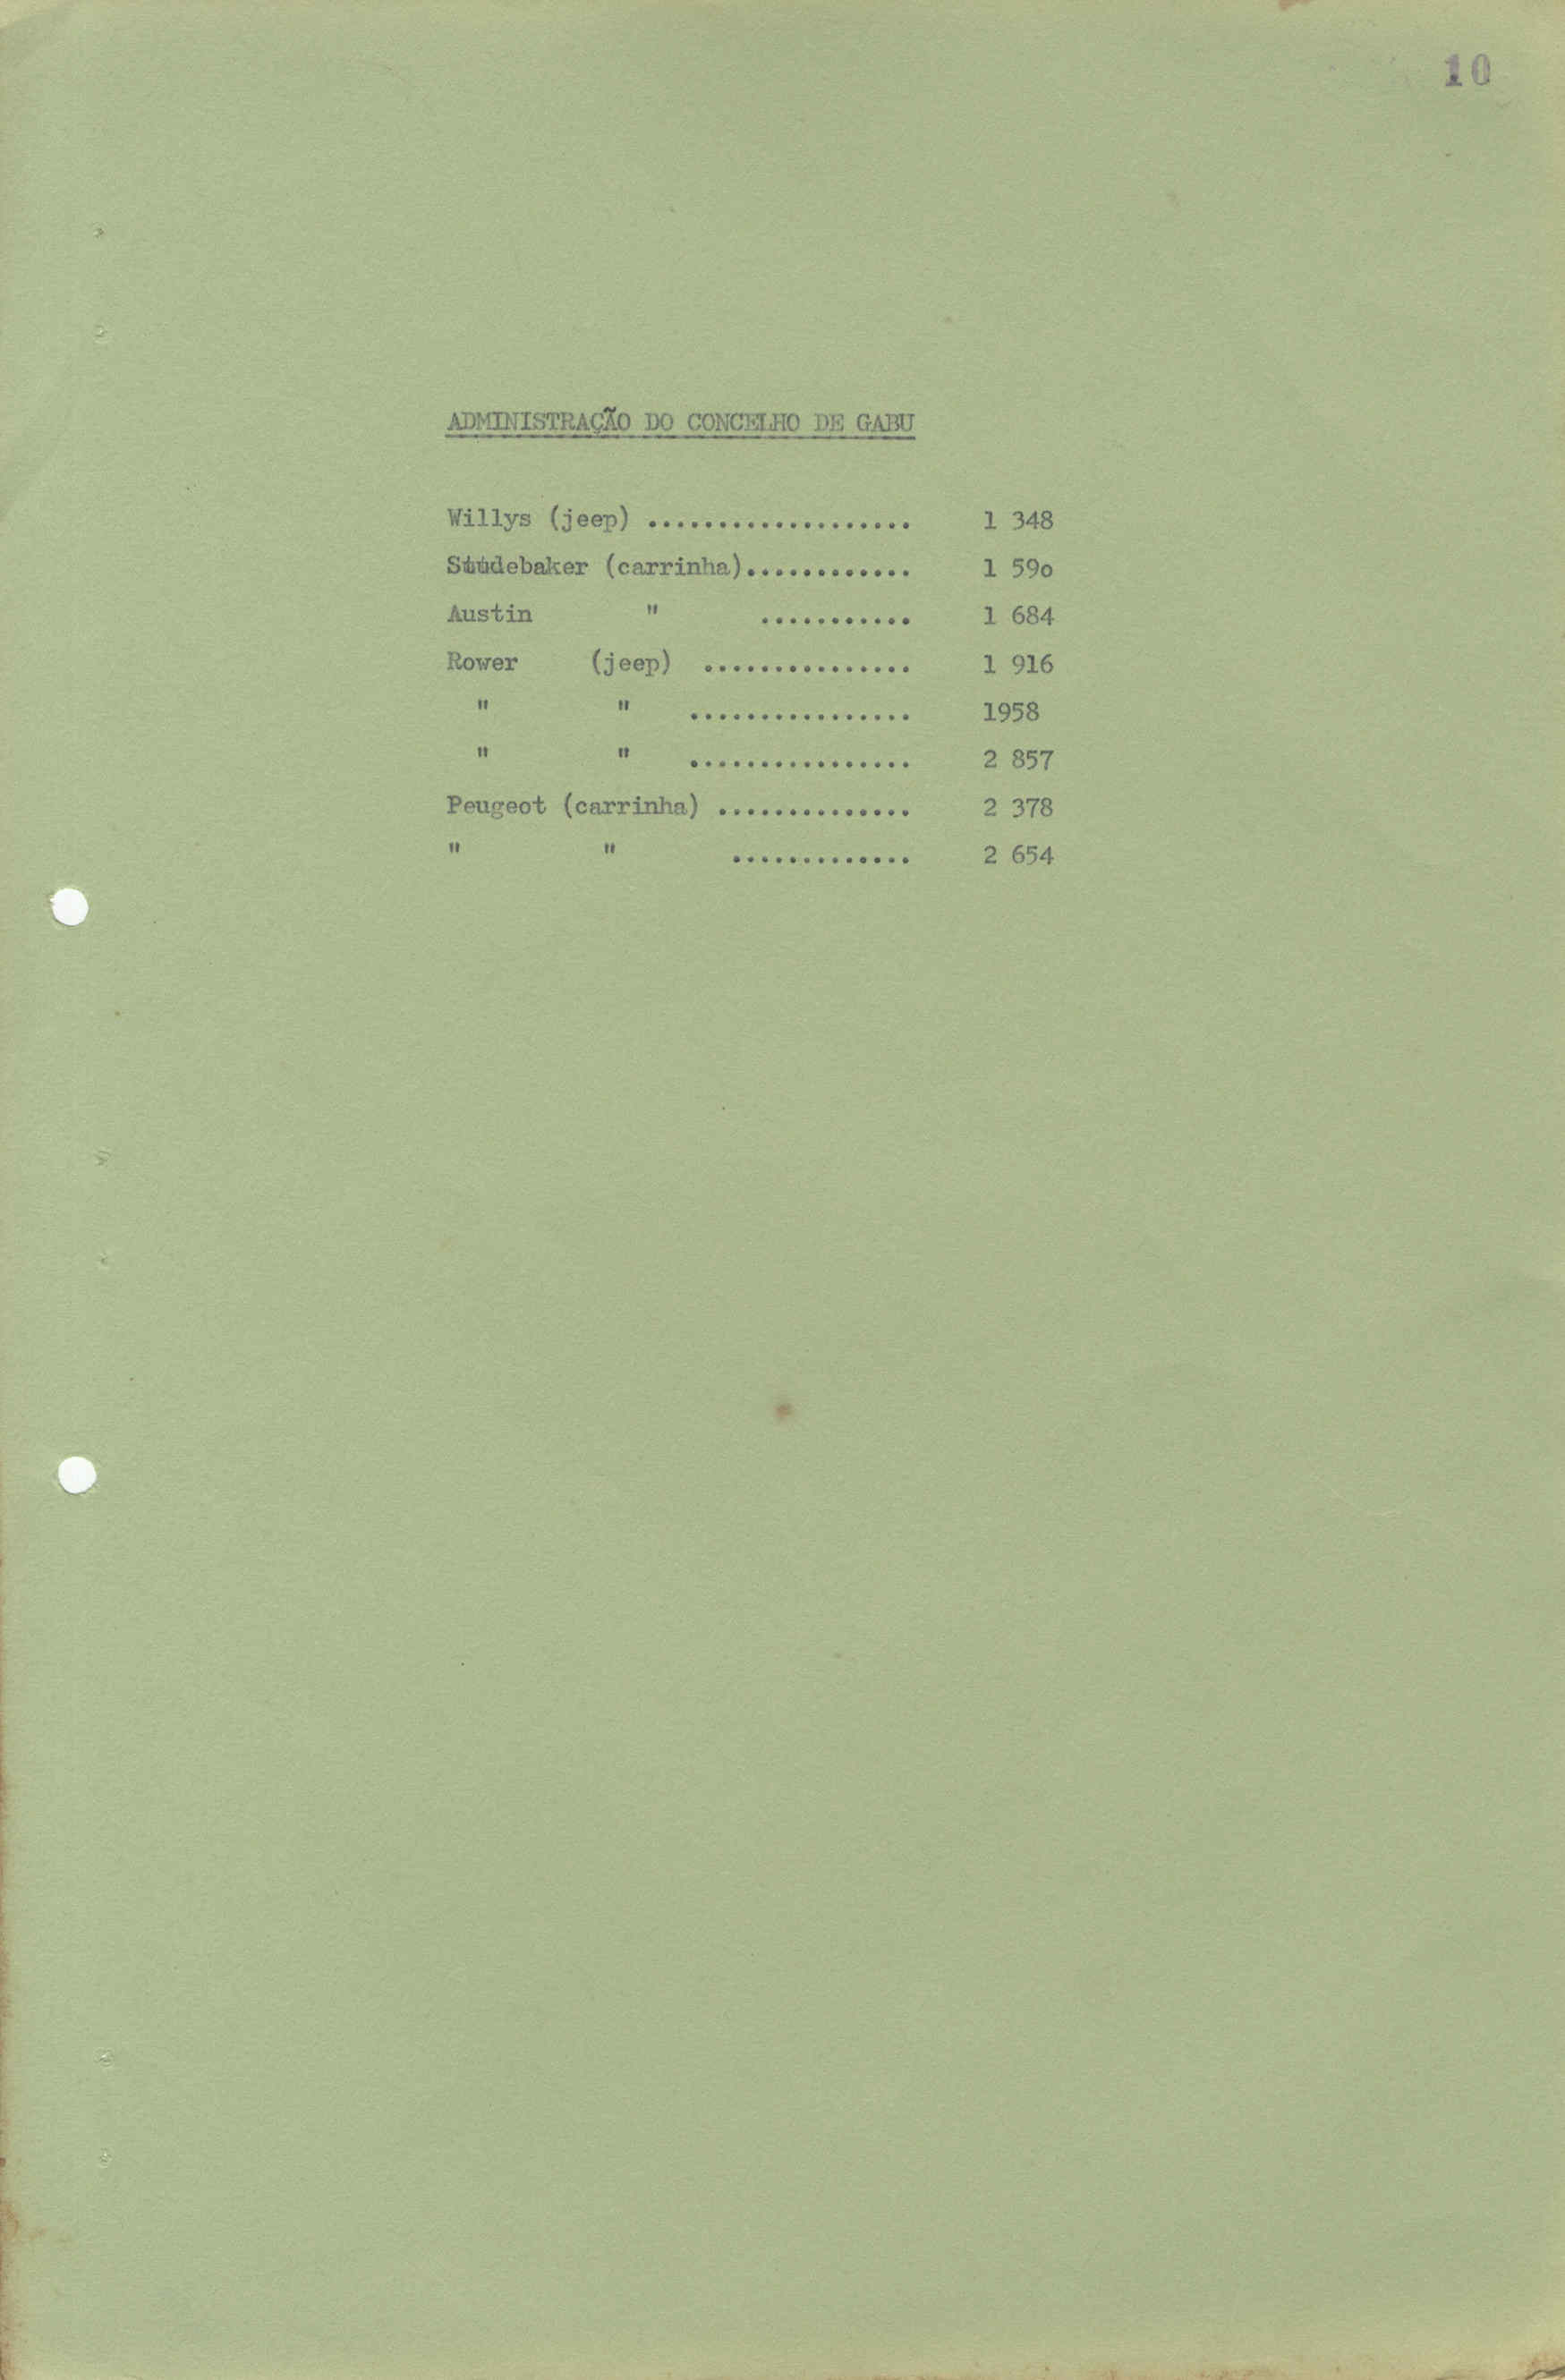 10
ADMINISTRAÇÃO DO CONCELHO DE GABU
Willys (jeep) ................... 1 348
Studebaker (carrinha)............ 1 59o
Austin " ........... 1 684
Rower (jeep) ............... 1 916
" " ................ 1958
" " ................ 2 857
Peugeot (carrinha) .............. 2 378
" " ............. 2 654